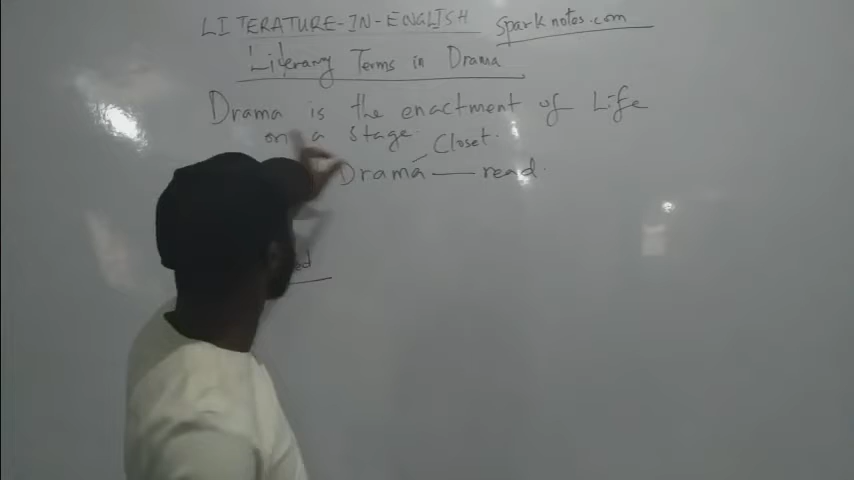 LITERATURE-IN-ENGLISH sparknotes.com
Literary Terms in Drama
Drama is the enactment of Life
on a stage.
Closet.
Drama — read.
ed